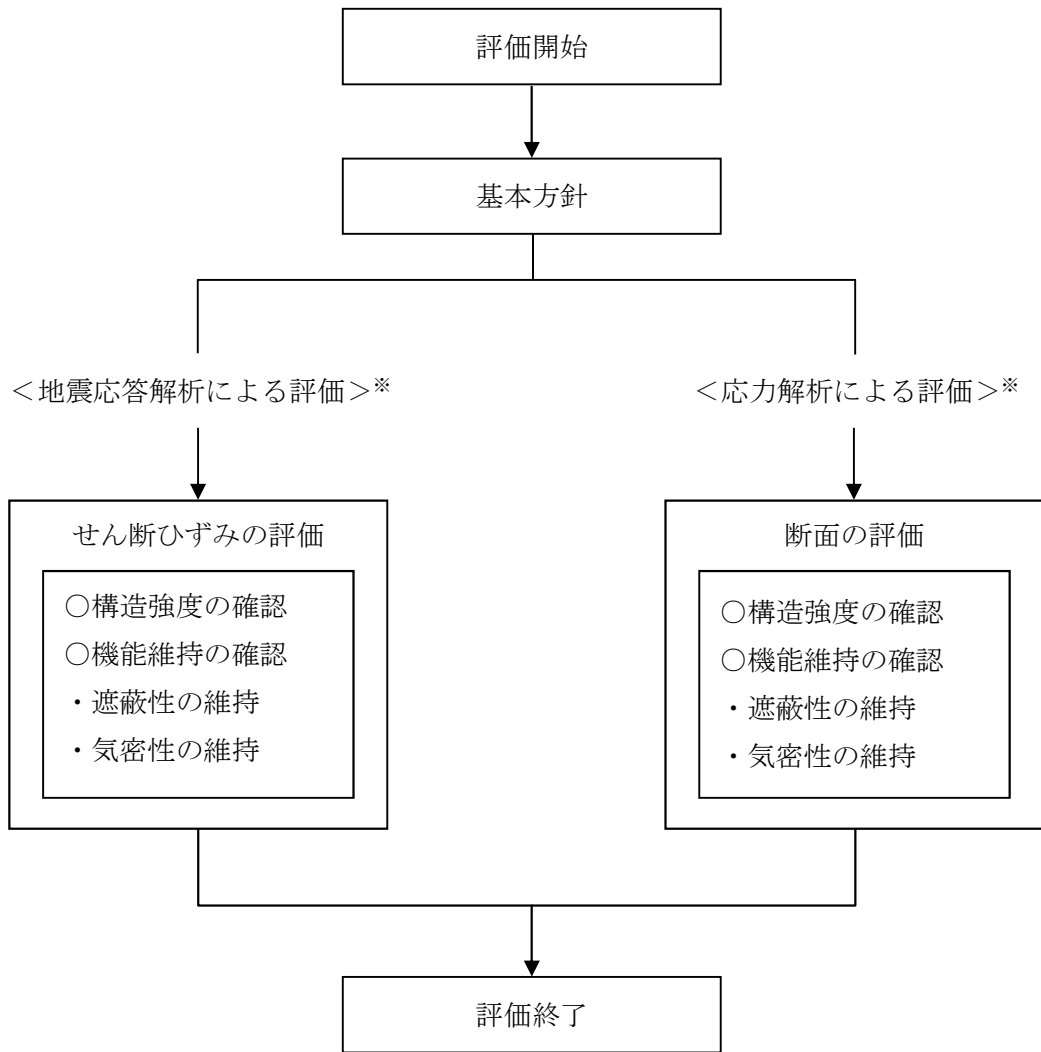 評価開始
基本方針
＜地震応答解析による評価＞※
＜応力解析による評価＞※
せん断ひずみの評価
○構造強度の確認
○機能維持の確認
・遮蔽性の維持
・気密性の維持
断面の評価
○構造強度の確認
○機能維持の確認
・遮蔽性の維持
・気密性の維持
評価終了